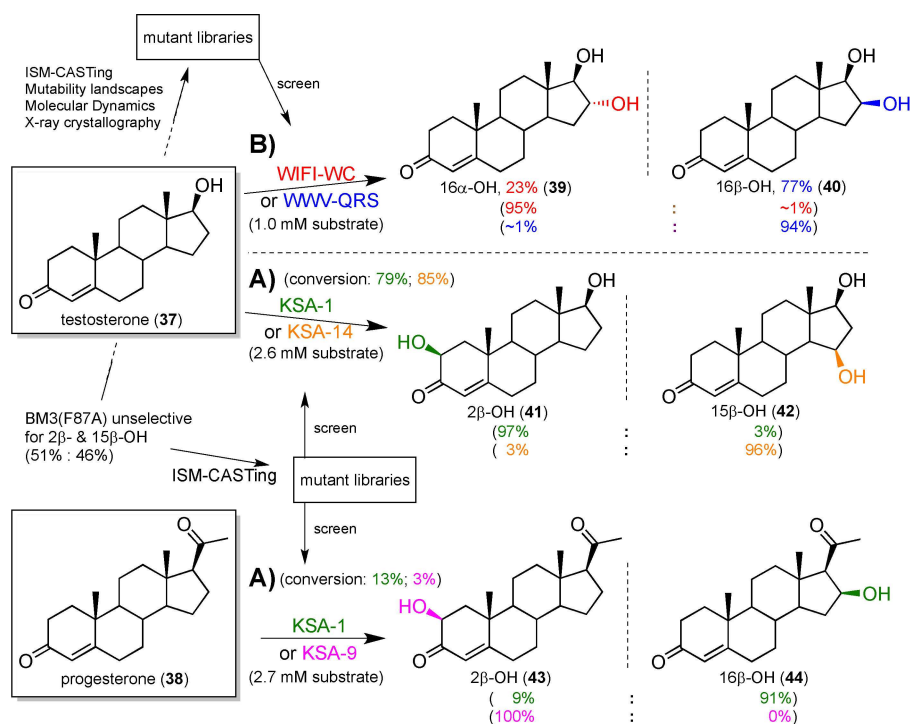 mutant libraries
ISM-CASTing
Mutability landscapes
Molecular Dynamics
X-ray crystallography
screen
B)
WIFI-WC
or WWV-QRS
(1.0 mM substrate)
OH
OH
O
16α-OH, 23% (39)
(95%
(~1%
:
:
OH
OH
O
16β-OH, 77% (40)
~1%)
94%)
OH
O
testosterone (37)
A)
(conversion: 79%; 85%)
KSA-1
or KSA-14
(2.6 mM substrate)
OH
HO
O
2β-OH (41)
(97%
( 3%
:
:
OH
O
OH
15β-OH (42)
3%)
96%)
BM3(F87A) unselective
for 2β- & 15β-OH
(51% : 46%)
ISM-CASTing
screen
mutant libraries
screen
O
O
progesterone (38)
A)
(conversion: 13%; 3%)
KSA-1
or KSA-9
(2.7 mM substrate)
O
HO
O
2β-OH (43)
( 9%
(100%
:
:
O
OH
O
16β-OH (44)
91%)
0%)